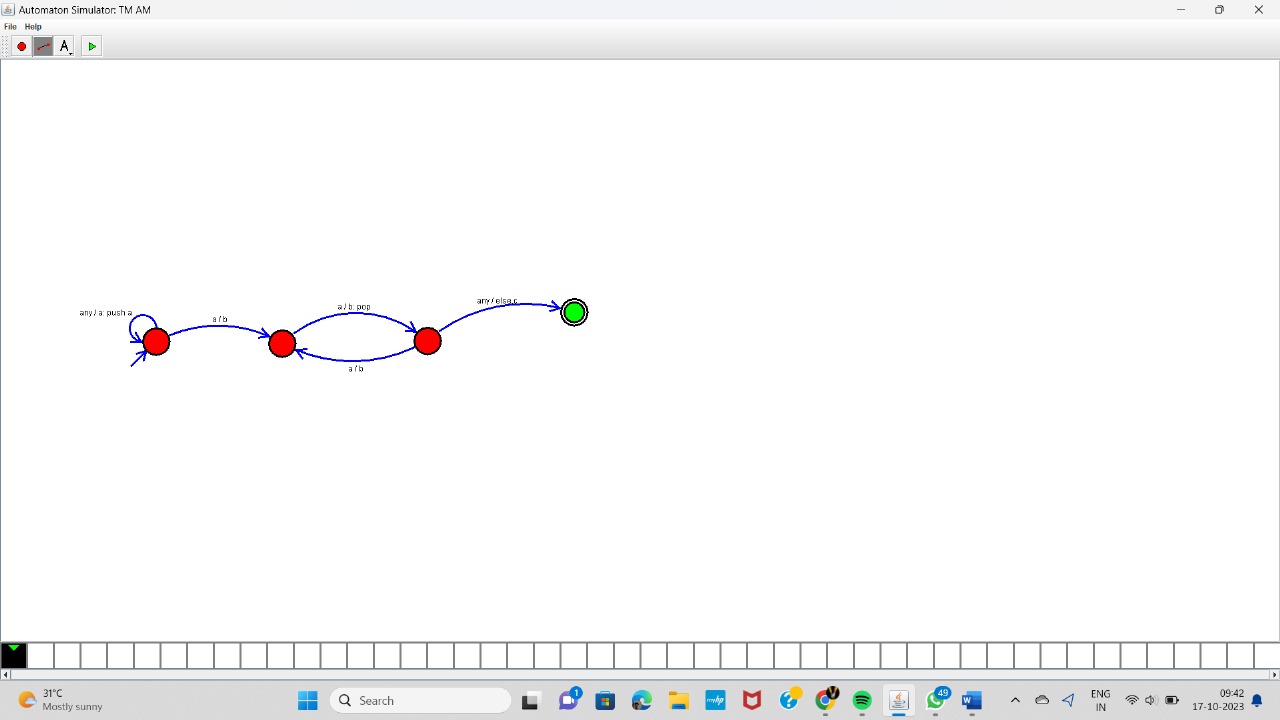 Automaton Simulator: TM AM
File Help
A
any / a: push a
a / b
a / b: pop
a / b
any / else,
31°C
Mostly sunny
Search
1
myhp
V
49
W
ENG
IN
09:42
17-10-2023